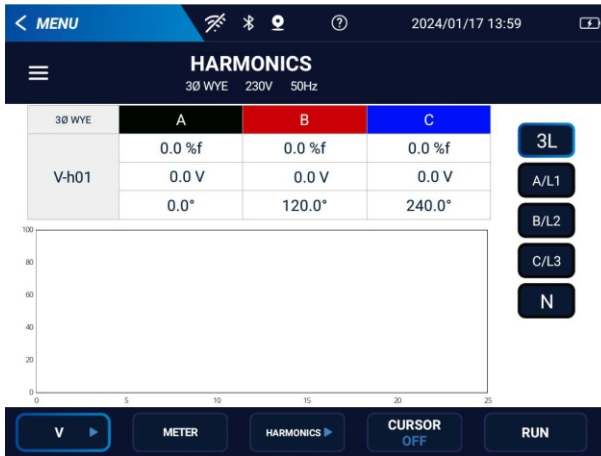 < MENU 2024/01/17 13:59
HARMONICS
3Ø WYE 230V 50Hz
3Ø WYE A B C
0.0 %f 0.0 %f 0.0 %f
V-h01 0.0 V 0.0 V 0.0 V
0.0° 120.0° 240.0°
3L
A/L1
B/L2
C/L3
N
100
80
60
40
20
0
0 5 10 15 20 25
V METER HARMONICS CURSOR RUN
OFF